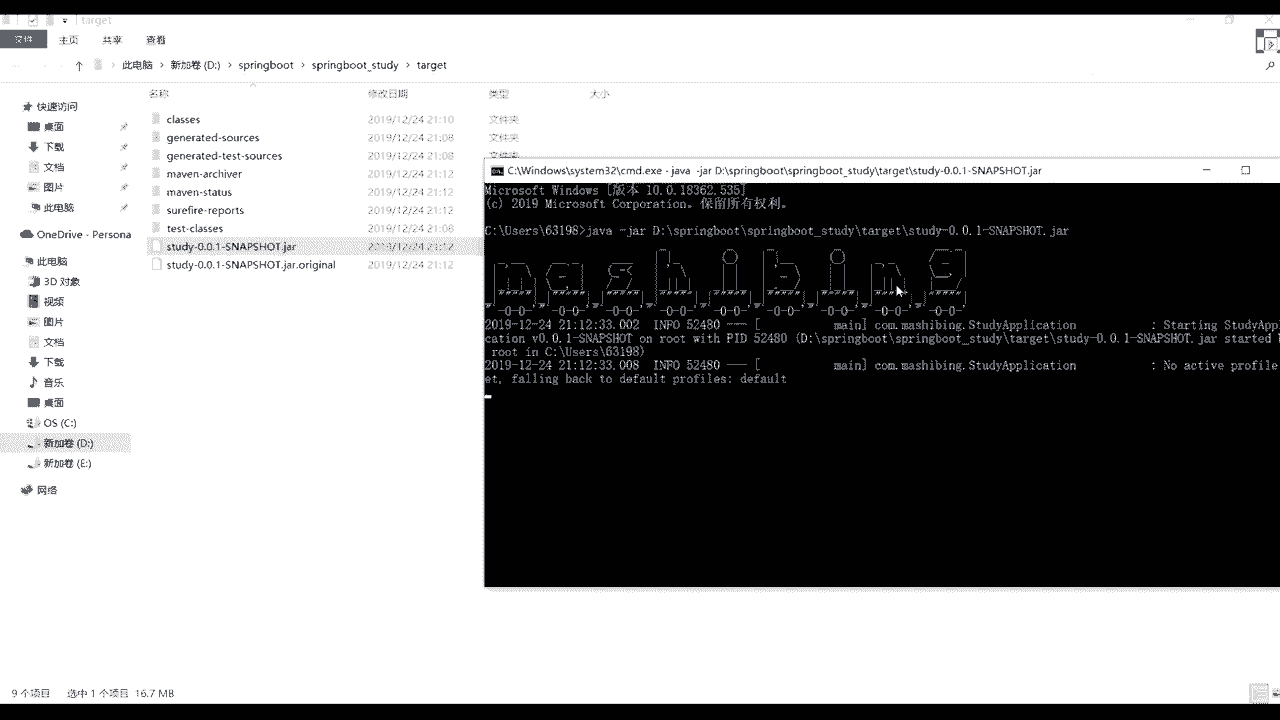 target
文件 主页 共享 查看
此电脑 > 新加卷 (D:) > springboot > springboot_study > target
名称 修改日期 类型 大小
快速访问
桌面
下载
文档
图片
此电脑
OneDrive - Persona
此电脑
3D 对象
视频
图片
文档
下载
音乐
桌面
OS (C:)
新加卷 (D:)
新加卷 (E:)
网络
classes 2019/12/24 21:10 文件夹
generated-sources 2019/12/24 21:08 文件夹
generated-test-sources 2019/12/24 21:08 文件夹
maven-archiver 2019/12/24 21:12
maven-status 2019/12/24 21:12
surefire-reports 2019/12/24 21:12
test-classes 2019/12/24 21:08
study-0.0.1-SNAPSHOT.jar 2019/12/24 21:12
study-0.0.1-SNAPSHOT.jar.original 2019/12/24 21:12
C:\Windows\system32\cmd.exe - java -jar D:\springboot\springboot_study\target\study-0.0.1-SNAPSHOT.jar
Microsoft Windows [版本 10.0.18362.535]
(c) 2019 Microsoft Corporation。保留所有权利。
C:\Users\63198>java -jar D:\springboot\springboot_study\target\study-0.0.1-SNAPSHOT.jar
mashibing
2019-12-24 21:12:33.002 INFO 52480 --- [ main] com.mashibing.StudyApplication : Starting StudyAppl
cation v0.0.1-SNAPSHOT on root with PID 52480 (D:\springboot\springboot_study\target\study-0.0.1-SNAPSHOT.jar started
root in C:\Users\63198)
2019-12-24 21:12:33.008 INFO 52480 --- [ main] com.mashibing.StudyApplication : No active profile
et, falling back to default profiles: default
9 个项目 选中 1 个项目 16.7 MB